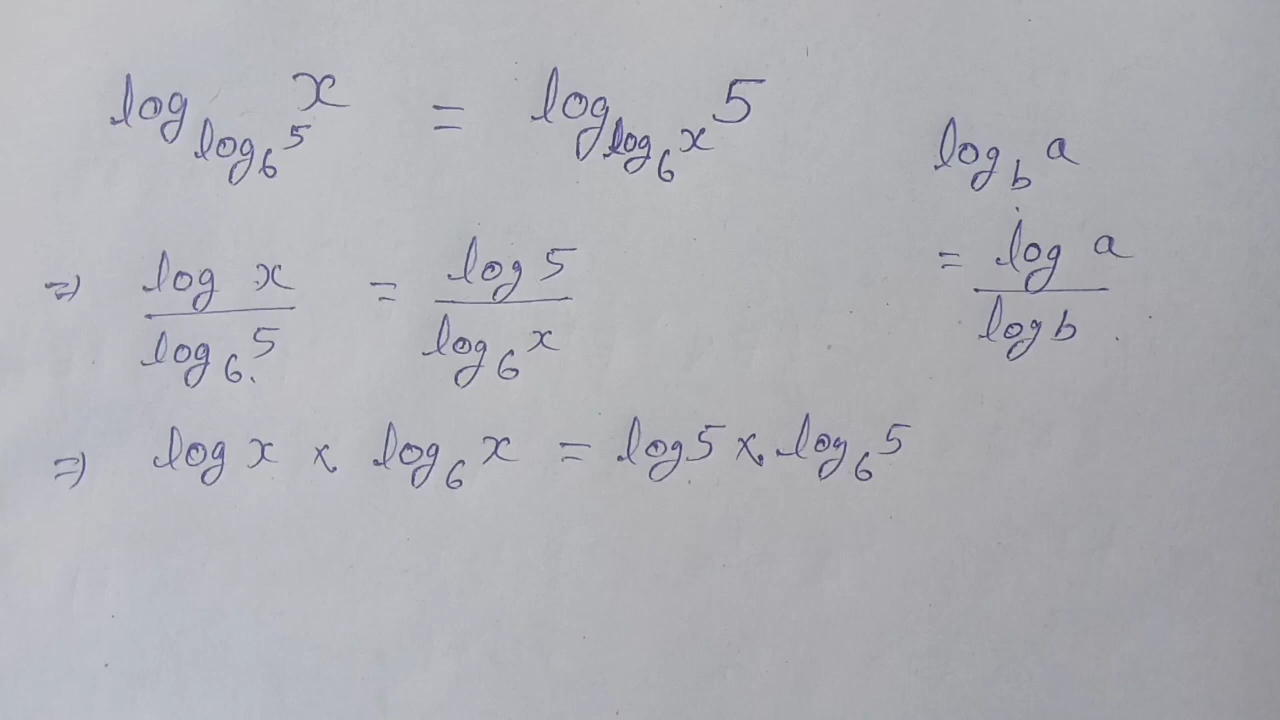 log_{log_6 5} x = log_{log_6 x} 5
log_b a
= log a / log b .
⇒ log x / log_6 5 = log 5 / log_6 x
⇒ log x × log_6 x = log 5 × log_6 5